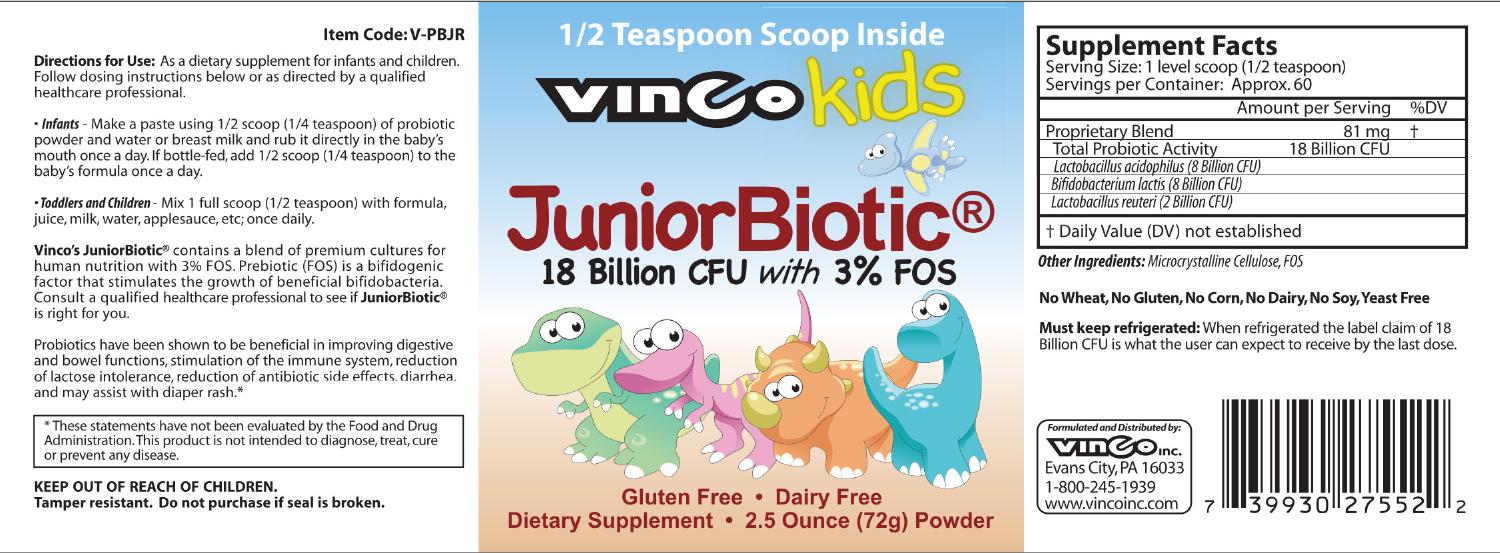 Item Code: V-PBJR
Directions for Use: As a dietary supplement for infants and children.
Follow dosing instructions below or as directed by a qualified
healthcare professional.
• Infants - Make a paste using 1/2 scoop (1/4 teaspoon) of probiotic
powder and water or breast milk and rub it directly in the baby's
mouth once a day. If bottle-fed, add 1/2 scoop (1/4 teaspoon) to the
baby's formula once a day.
• Toddlers and Children - Mix 1 full scoop (1/2 teaspoon) with formula,
juice, milk, water, applesauce, etc; once daily.
Vinco's JuniorBiotic® contains a blend of premium cultures for
human nutrition with 3% FOS. Prebiotic (FOS) is a bifidogenic
factor that stimulates the growth of beneficial bifidobacteria.
Consult a qualified healthcare professional to see if JuniorBiotic®
is right for you.
Probiotics have been shown to be beneficial in improving digestive
and bowel functions, stimulation of the immune system, reduction
of lactose intolerance, reduction of antibiotic side effects, diarrhea,
and may assist with diaper rash.*
* These statements have not been evaluated by the Food and Drug
Administration. This product is not intended to diagnose, treat, cure
or prevent any disease.
KEEP OUT OF REACH OF CHILDREN.
Tamper resistant. Do not purchase if seal is broken.
1/2 Teaspoon Scoop Inside
vinco kids
JuniorBiotic®
18 Billion CFU with 3% FOS
Gluten Free • Dairy Free
Dietary Supplement • 2.5 Ounce (72g) Powder
Supplement Facts
Serving Size: 1 level scoop (1/2 teaspoon)
Servings per Container: Approx. 60
Amount per Serving %DV
Proprietary Blend 81 mg †
Total Probiotic Activity 18 Billion CFU
Lactobacillus acidophilus (8 Billion CFU)
Bifidobacterium lactis (8 Billion CFU)
Lactobacillus reuteri (2 Billion CFU)
† Daily Value (DV) not established
Other Ingredients: Microcrystalline Cellulose, FOS
No Wheat, No Gluten, No Corn, No Dairy, No Soy, Yeast Free
Must keep refrigerated: When refrigerated the label claim of 18
Billion CFU is what the user can expect to receive by the last dose.
Formulated and Distributed by:
vinco inc.
Evans City, PA 16033
1-800-245-1939
www.vincoinc.com
7 39930 27552 2